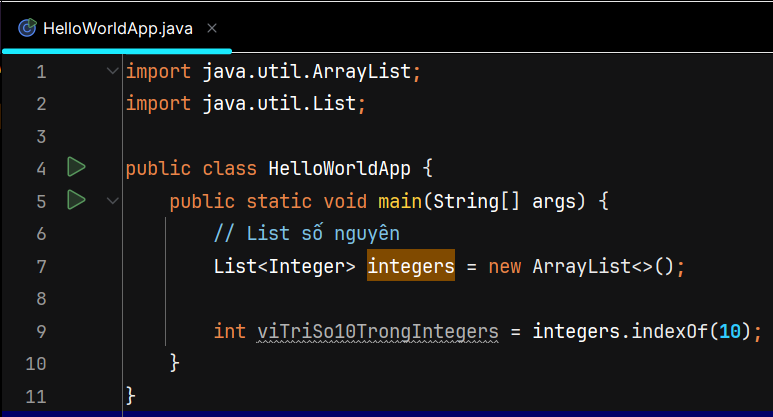 HelloWorldApp.java ×
1 import java.util.ArrayList;
2 import java.util.List;
3
4 public class HelloWorldApp {
5 public static void main(String[] args) {
6 // List số nguyên
7 List<Integer> integers = new ArrayList<>();
8
9 int viTriSo10TrongIntegers = integers.indexOf(10);
10 }
11 }